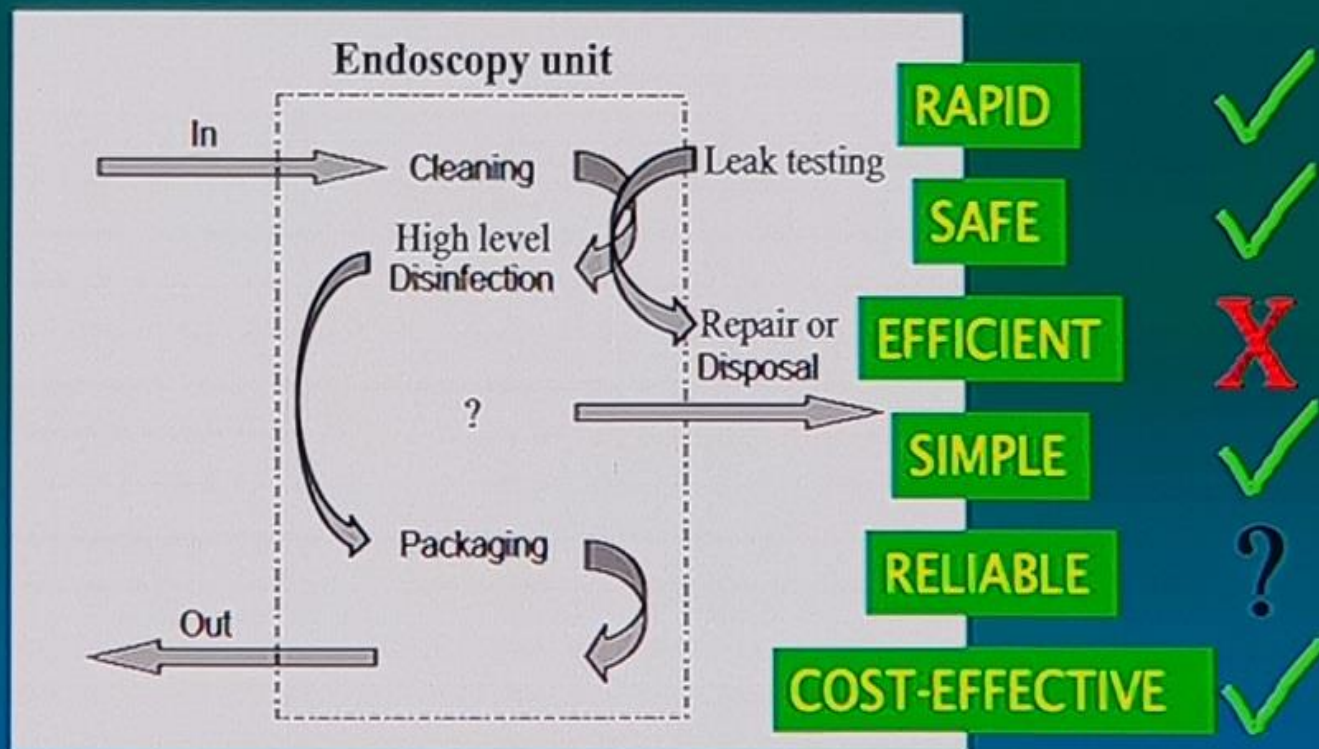 Endoscopy unit
In
Cleaning
Leak testing
High level
Disinfection
Repair or
Disposal
?
Packaging
Out
RAPID
SAFE
EFFICIENT
X
SIMPLE
RELIABLE
?
COST-EFFECTIVE